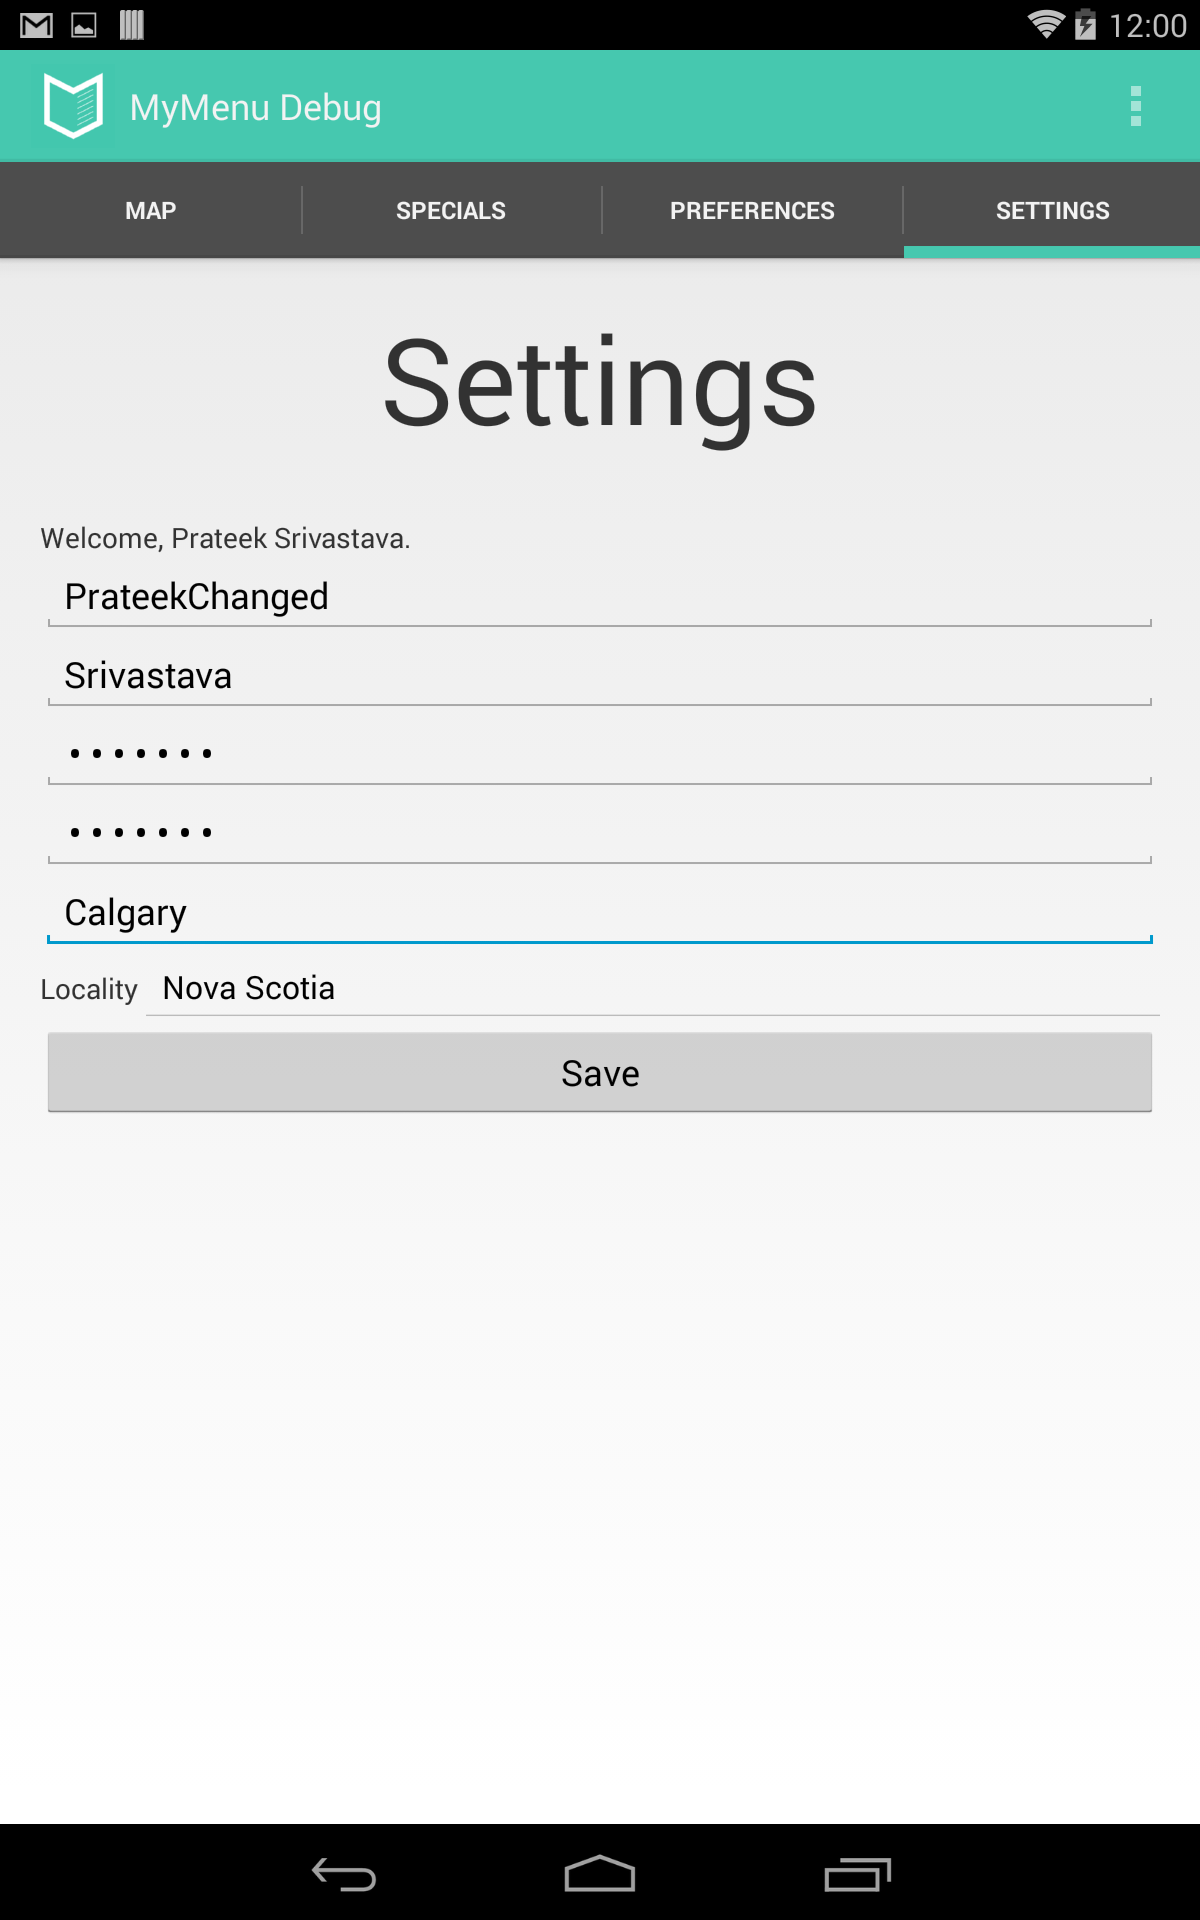 12:00
MyMenu Debug
MAP SPECIALS PREFERENCES SETTINGS
Settings
Welcome, Prateek Srivastava.
PrateekChanged
Srivastava
•••••••
•••••••
Calgary
Locality Nova Scotia
Save